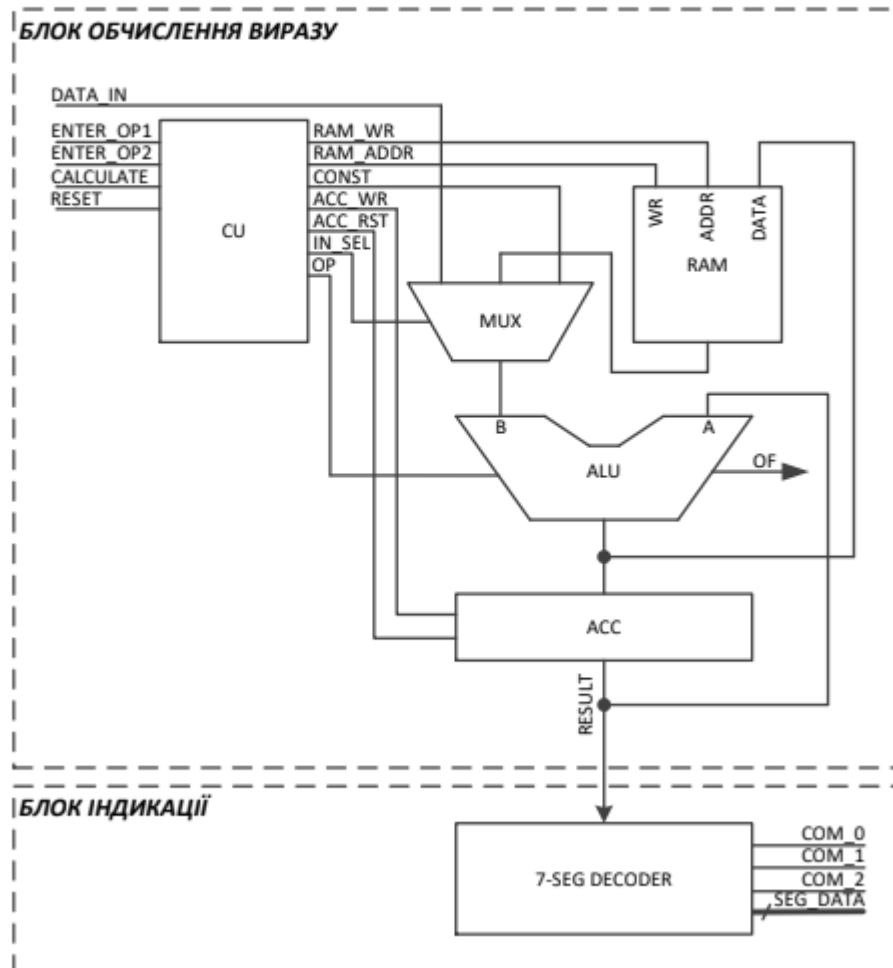 БЛОК ОБЧИСЛЕННЯ ВИРАЗУ
DATA_IN
ENTER_OP1
ENTER_OP2
CALCULATE
RESET
CU
RAM_WR
RAM_ADDR
CONST
ACC_WR
ACC_RST
IN_SEL
OP
WR
ADDR
DATA
RAM
MUX
B
A
ALU
OF
ACC
RESULT
БЛОК ІНДИКАЦІЇ
7-SEG DECODER
COM_0
COM_1
COM_2
SEG_DATA